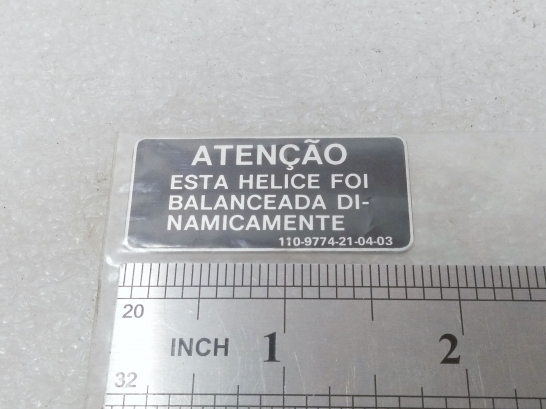 ATENÇÃO
ESTA HELICE FOI
BALANCEADA DI-
NAMICAMENTE
110-9774-21-04-03
20
INCH 1 2
32